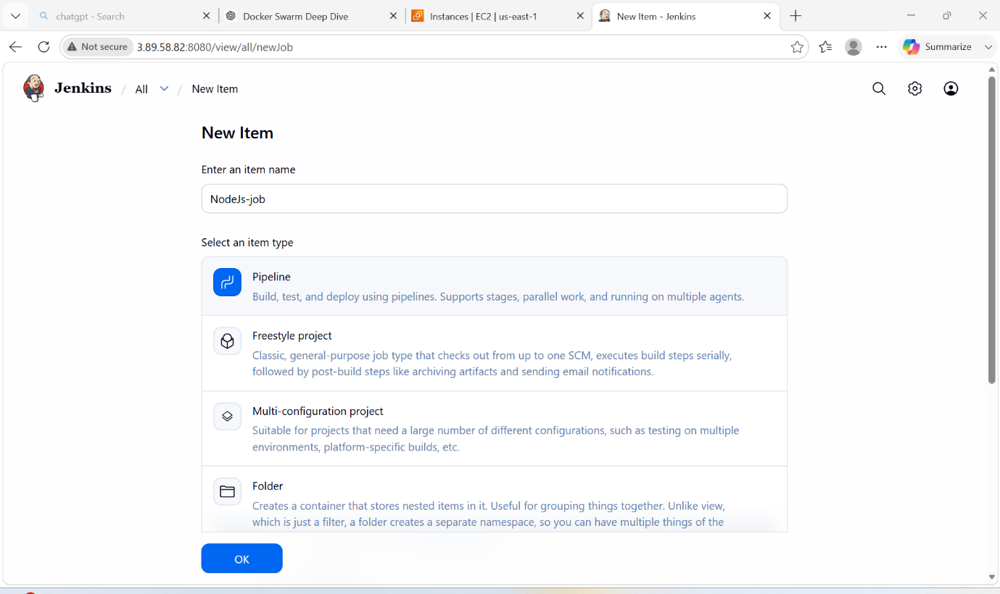 chatgpt - Search
Docker Swarm Deep Dive
Instances | EC2 | us-east-1
New Item - Jenkins
Not secure
3.89.58.82:8080/view/all/newJob
Summarize
Jenkins / All / New Item
New Item
Enter an item name
NodeJs-job
Select an item type
Pipeline
Build, test, and deploy using pipelines. Supports stages, parallel work, and running on multiple agents.
Freestyle project
Classic, general-purpose job type that checks out from up to one SCM, executes build steps serially,
followed by post-build steps like archiving artifacts and sending email notifications.
Multi-configuration project
Suitable for projects that need a large number of different configurations, such as testing on multiple
environments, platform-specific builds, etc.
Folder
Creates a container that stores nested items in it. Useful for grouping things together. Unlike view,
which is just a filter, a folder creates a separate namespace, so you can have multiple things of the
OK